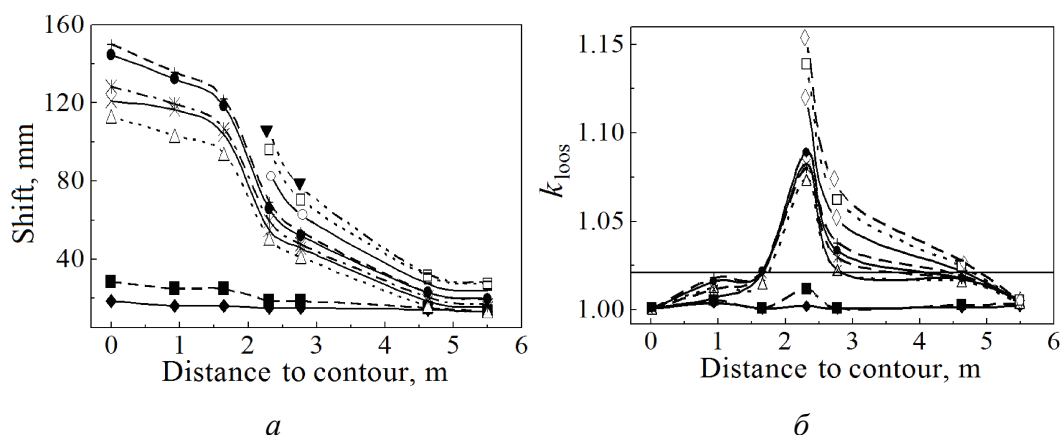 160
120
80
40
Shift, mm
0 1 2 3 4 5 6
Distance to contour, m
а
1.15
1.10
1.05
1.00
k loos
0 1 2 3 4 5 6
Distance to contour, m
б